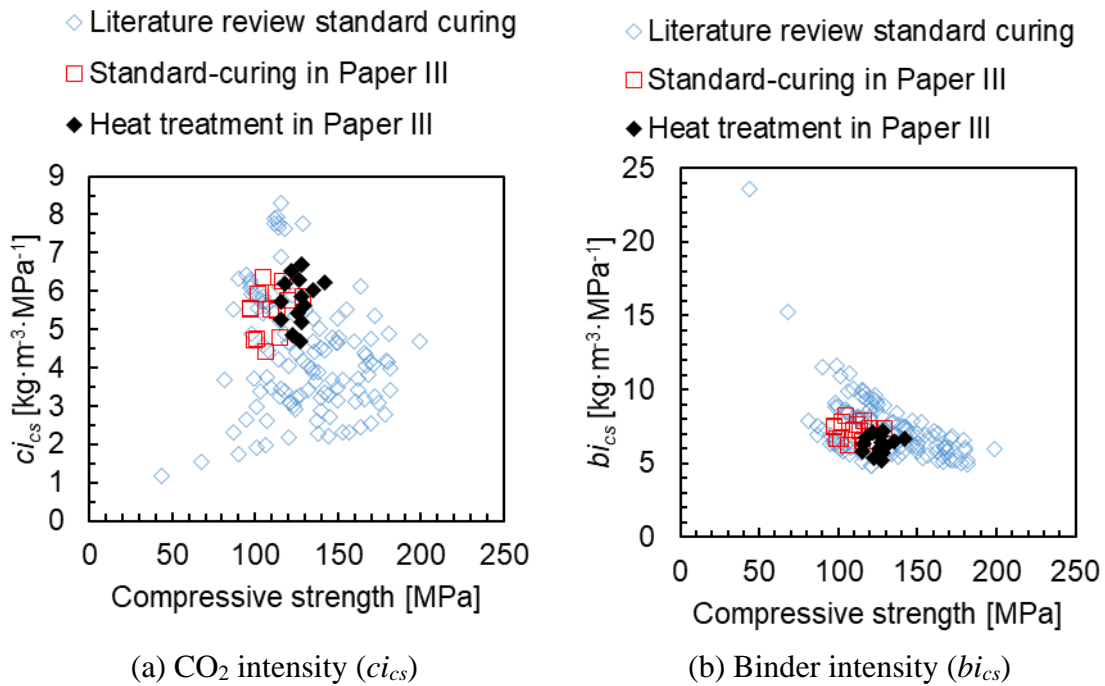 Literature review standard curing
Standard-curing in Paper III
Heat treatment in Paper III
9
8
7
6
5
4
3
2
1
0
ci_cs [kg·m⁻³·MPa⁻¹]
0 50 100 150 200 250
Compressive strength [MPa]
(a) CO₂ intensity (ci_cs)
Literature review standard curing
Standard-curing in Paper III
Heat treatment in Paper III
25
20
15
10
5
0
bi_cs [kg·m⁻³·MPa⁻¹]
0 50 100 150 200 250
Compressive strength [MPa]
(b) Binder intensity (bi_cs)